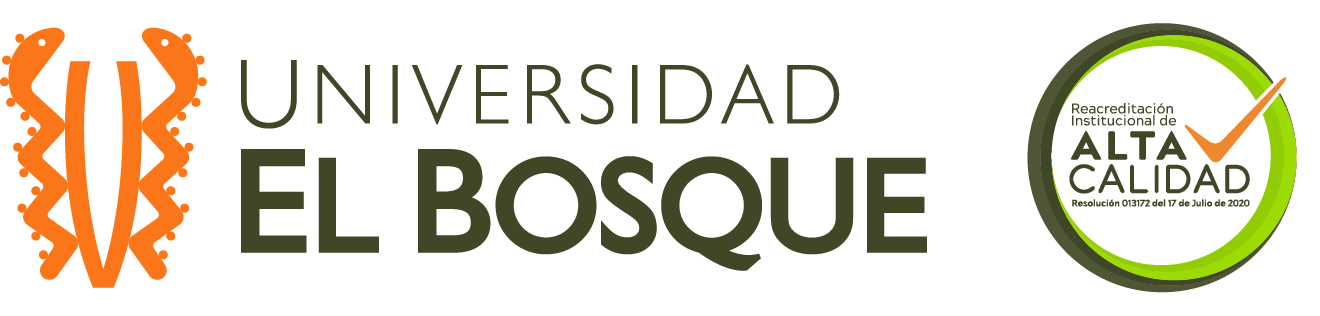 UNIVERSIDAD
EL BOSQUE
Reacreditación
Institucional de
ALTA
CALIDAD
Resolución 013172 del 17 de Julio de 2020